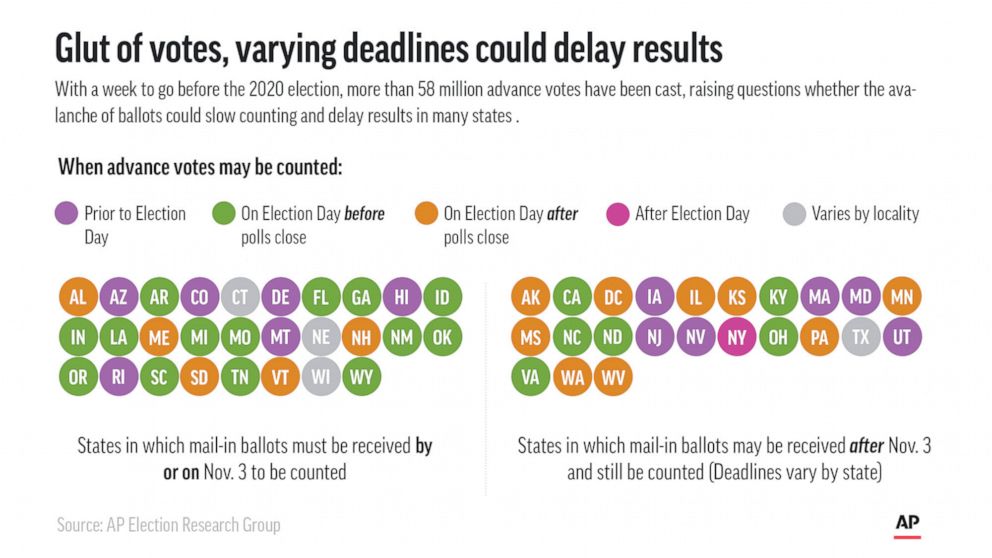 Glut of votes, varying deadlines could delay results
With a week to go before the 2020 election, more than 58 million advance votes have been cast, raising questions whether the ava-
lanche of ballots could slow counting and delay results in many states .
When advance votes may be counted:
Prior to Election
Day
On Election Day before
polls close
On Election Day after
polls close
After Election Day
Varies by locality
AL AZ AR CO CT DE FL GA HI ID
IN LA ME MI MO MT NE NH NM OK
OR RI SC SD TN VT WI WY
States in which mail-in ballots must be received by
or on Nov. 3 to be counted
AK CA DC IA IL KS KY MA MD MN
MS NC ND NJ NV NY OH PA TX UT
VA WA WV
States in which mail-in ballots may be received after Nov. 3
and still be counted (Deadlines vary by state)
Source: AP Election Research Group
AP